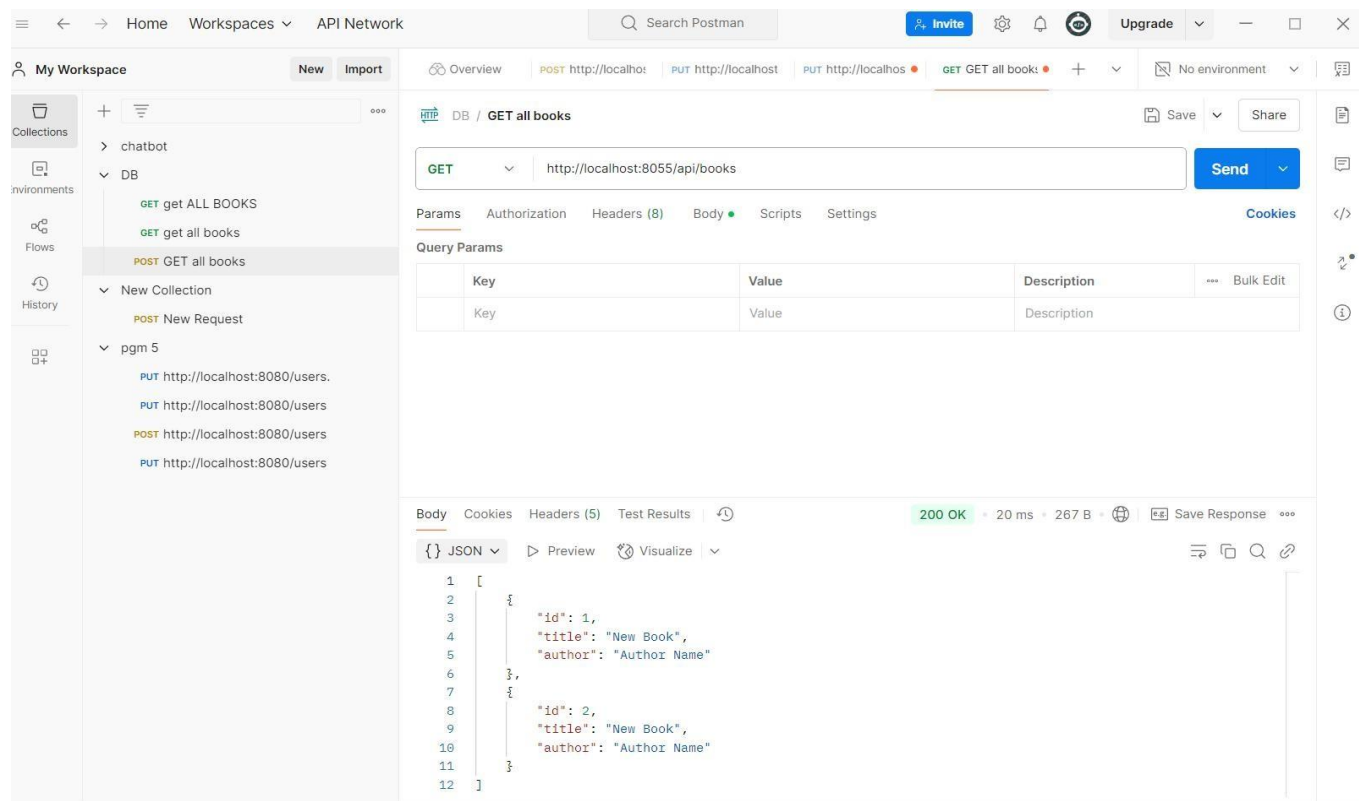 Home Workspaces API Network Search Postman Invite Upgrade
My Workspace New Import Overview POST http://localhos PUT http://localhost PUT http://localhos GET GET all book No environment
Collections
Environments
Flows
History
chatbot
DB
GET get ALL BOOKS
GET get all books
POST GET all books
New Collection
POST New Request
pgm 5
PUT http://localhost:8080/users.
PUT http://localhost:8080/users
POST http://localhost:8080/users
PUT http://localhost:8080/users
HTTP DB / GET all books Save Share
GET http://localhost:8055/api/books Send
Params Authorization Headers (8) Body Scripts Settings Cookies
Query Params
Key Value Description Bulk Edit
Key Value Description
Body Cookies Headers (5) Test Results 200 OK 20 ms 267 B e.g. Save Response
{} JSON Preview Visualize
1 [
2 {
3 "id": 1,
4 "title": "New Book",
5 "author": "Author Name"
6 },
7 {
8 "id": 2,
9 "title": "New Book",
10 "author": "Author Name"
11 }
12 ]